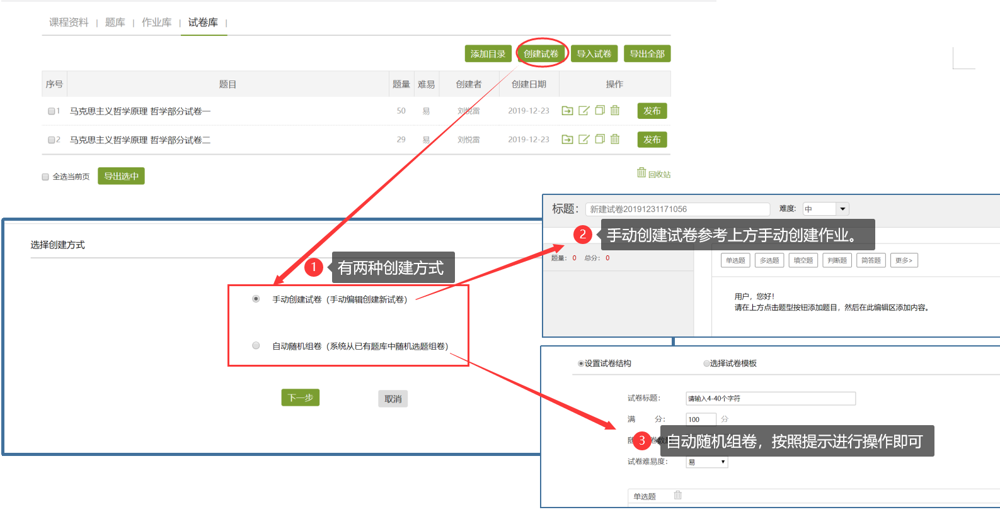 课程资料 | 题库 | 作业库 | 试卷库 |
添加目录 创建试卷 导入试卷 导出全部
序号 题目 题量 难易 创建者 创建日期 操作
1 马克思主义哲学原理 哲学部分试卷一 50 易 刘悦雷 2019-12-23 发布
2 马克思主义哲学原理 哲学部分试卷二 29 易 刘悦雷 2019-12-23 发布
全选当前页 导出选中 回收站
选择创建方式
1 有两种创建方式
手动创建试卷（手动编辑创建新试卷）
自动随机组卷（系统从已有题库中随机选题组卷）
下一步 取消
标题： 新建试卷20191231171056 难度： 中
2 手动创建试卷参考上方手动创建作业。
题量： 0 总分： 0
单选题 多选题 填空题 判断题 简答题 更多>
用户，您好！
请在上方点击题型按钮添加题目，然后在此编辑区添加内容。
设置试卷结构 选择试卷模板
试卷标题： 请输入4-40个字符
满 分： 100 分
随 卷数
3 自动随机组卷，按照提示进行操作即可
试卷难易度： 易
单选题